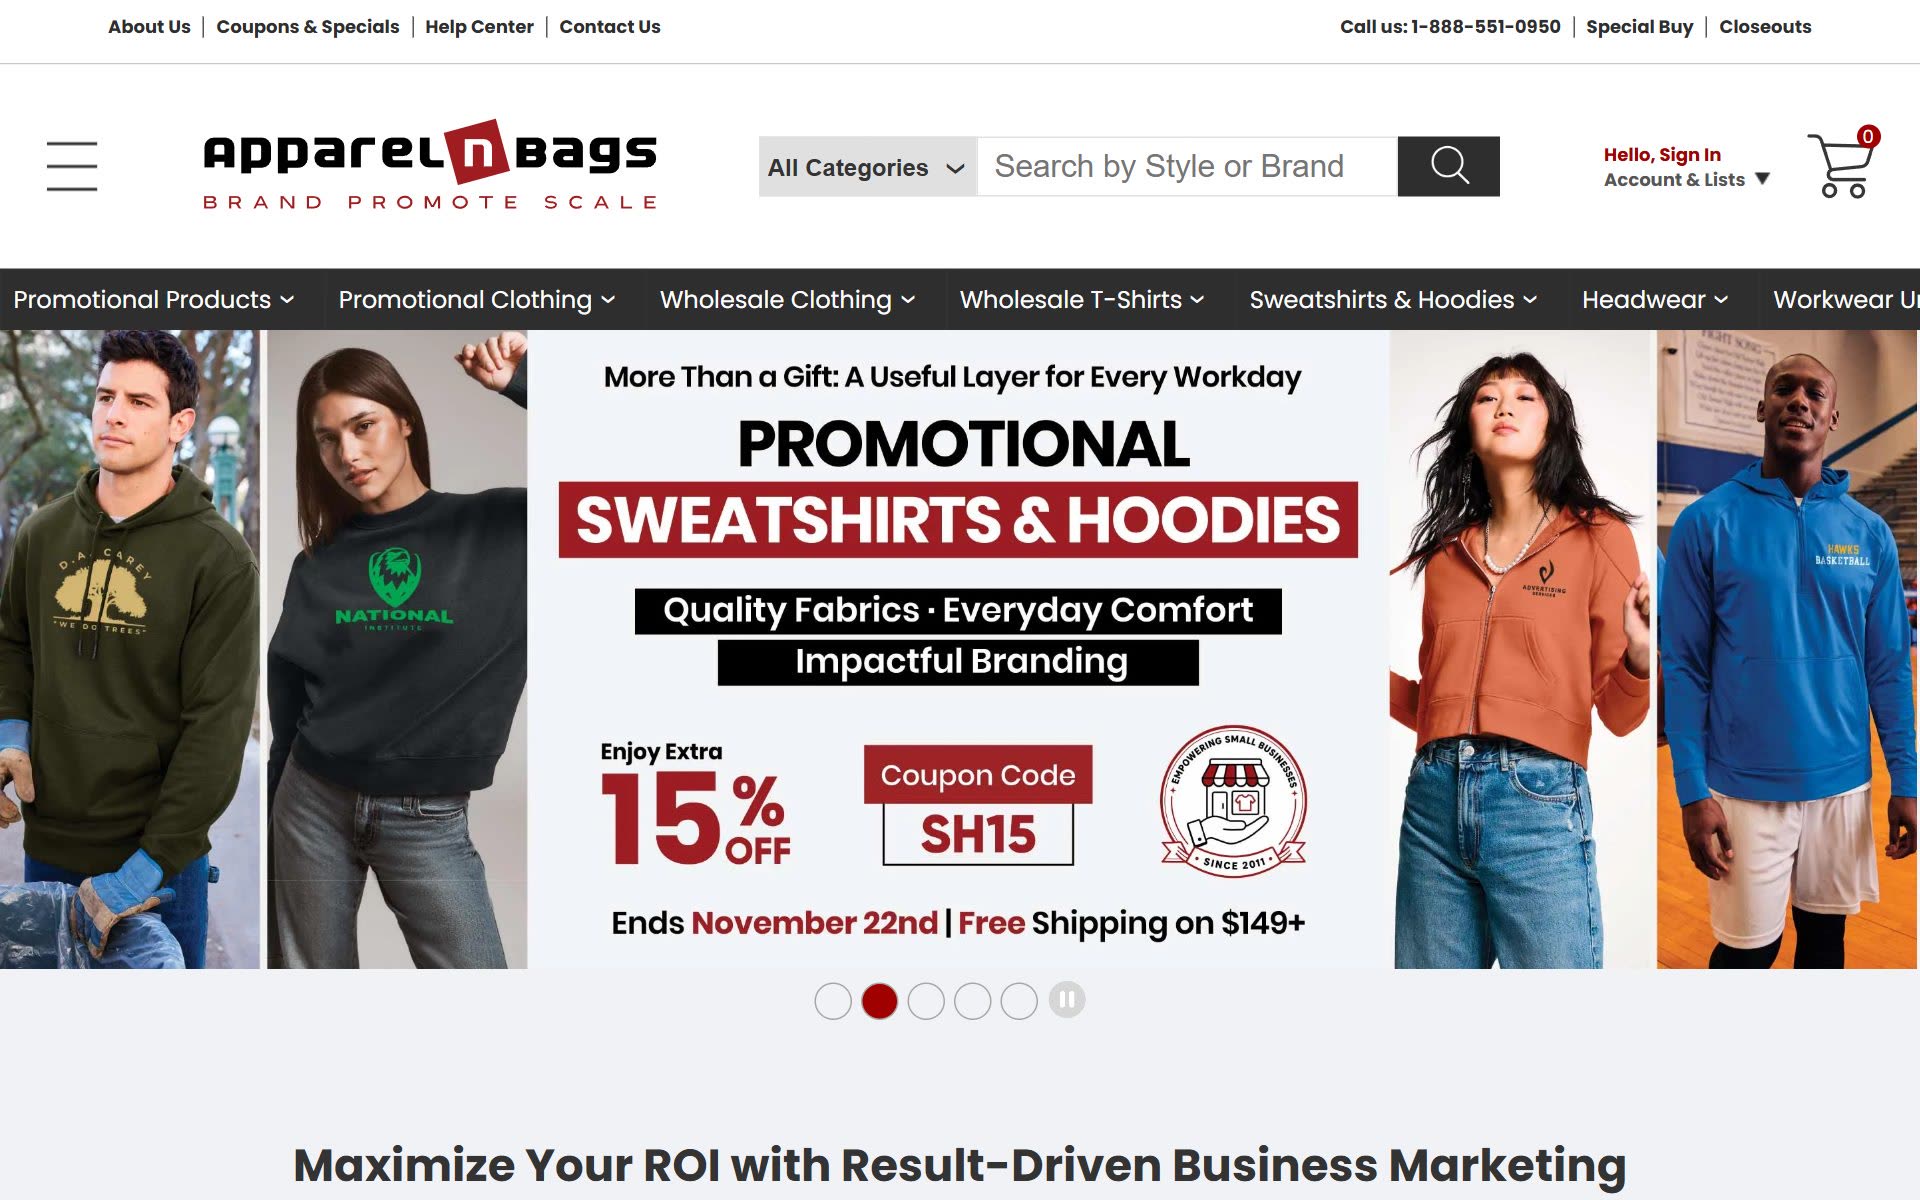 About Us | Coupons & Specials | Help Center | Contact Us
Call us: 1-888-551-0950 | Special Buy | Closeouts
apparel n Bags
BRAND PROMOTE SCALE
All Categories
Search by Style or Brand
Hello, Sign In
Account & Lists
0
Promotional Products
Promotional Clothing
Wholesale Clothing
Wholesale T-Shirts
Sweatshirts & Hoodies
Headwear
Workwear
More Than a Gift: A Useful Layer for Every Workday
PROMOTIONAL
SWEATSHIRTS & HOODIES
Quality Fabrics · Everyday Comfort
Impactful Branding
Enjoy Extra
15% OFF
Coupon Code
SH15
EMPOWERING SMALL BUSINESSES
SINCE 2011
Ends November 22nd | Free Shipping on $149+
D.A. CAREY
"WE DO TREES"
NATIONAL
INSTITUTE
ADVERTISING
SERVICES
FIGHT SONG
HAWKS
BASKETBALL
Maximize Your ROI with Result-Driven Business Marketing